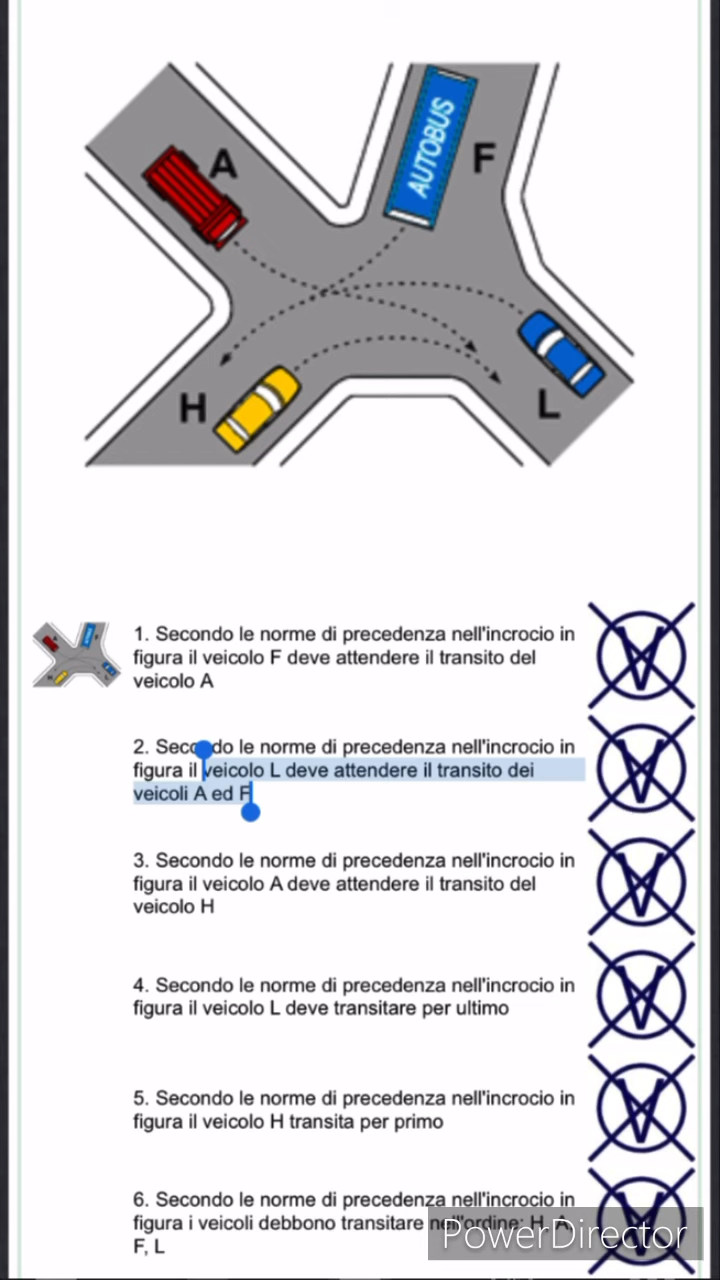 A
AUTOBUS
F
H
L
1. Secondo le norme di precedenza nell'incrocio in
figura il veicolo F deve attendere il transito del
veicolo A
V
2. Secondo le norme di precedenza nell'incrocio in
figura il veicolo L deve attendere il transito dei
veicoli A ed F
V
3. Secondo le norme di precedenza nell'incrocio in
figura il veicolo A deve attendere il transito del
veicolo H
V
4. Secondo le norme di precedenza nell'incrocio in
figura il veicolo L deve transitare per ultimo
V
5. Secondo le norme di precedenza nell'incrocio in
figura il veicolo H transita per primo
V
6. Secondo le norme di precedenza nell'incrocio in
figura i veicoli debbono transitare nell'ordine: H, A,
F, L
V
PowerDirector